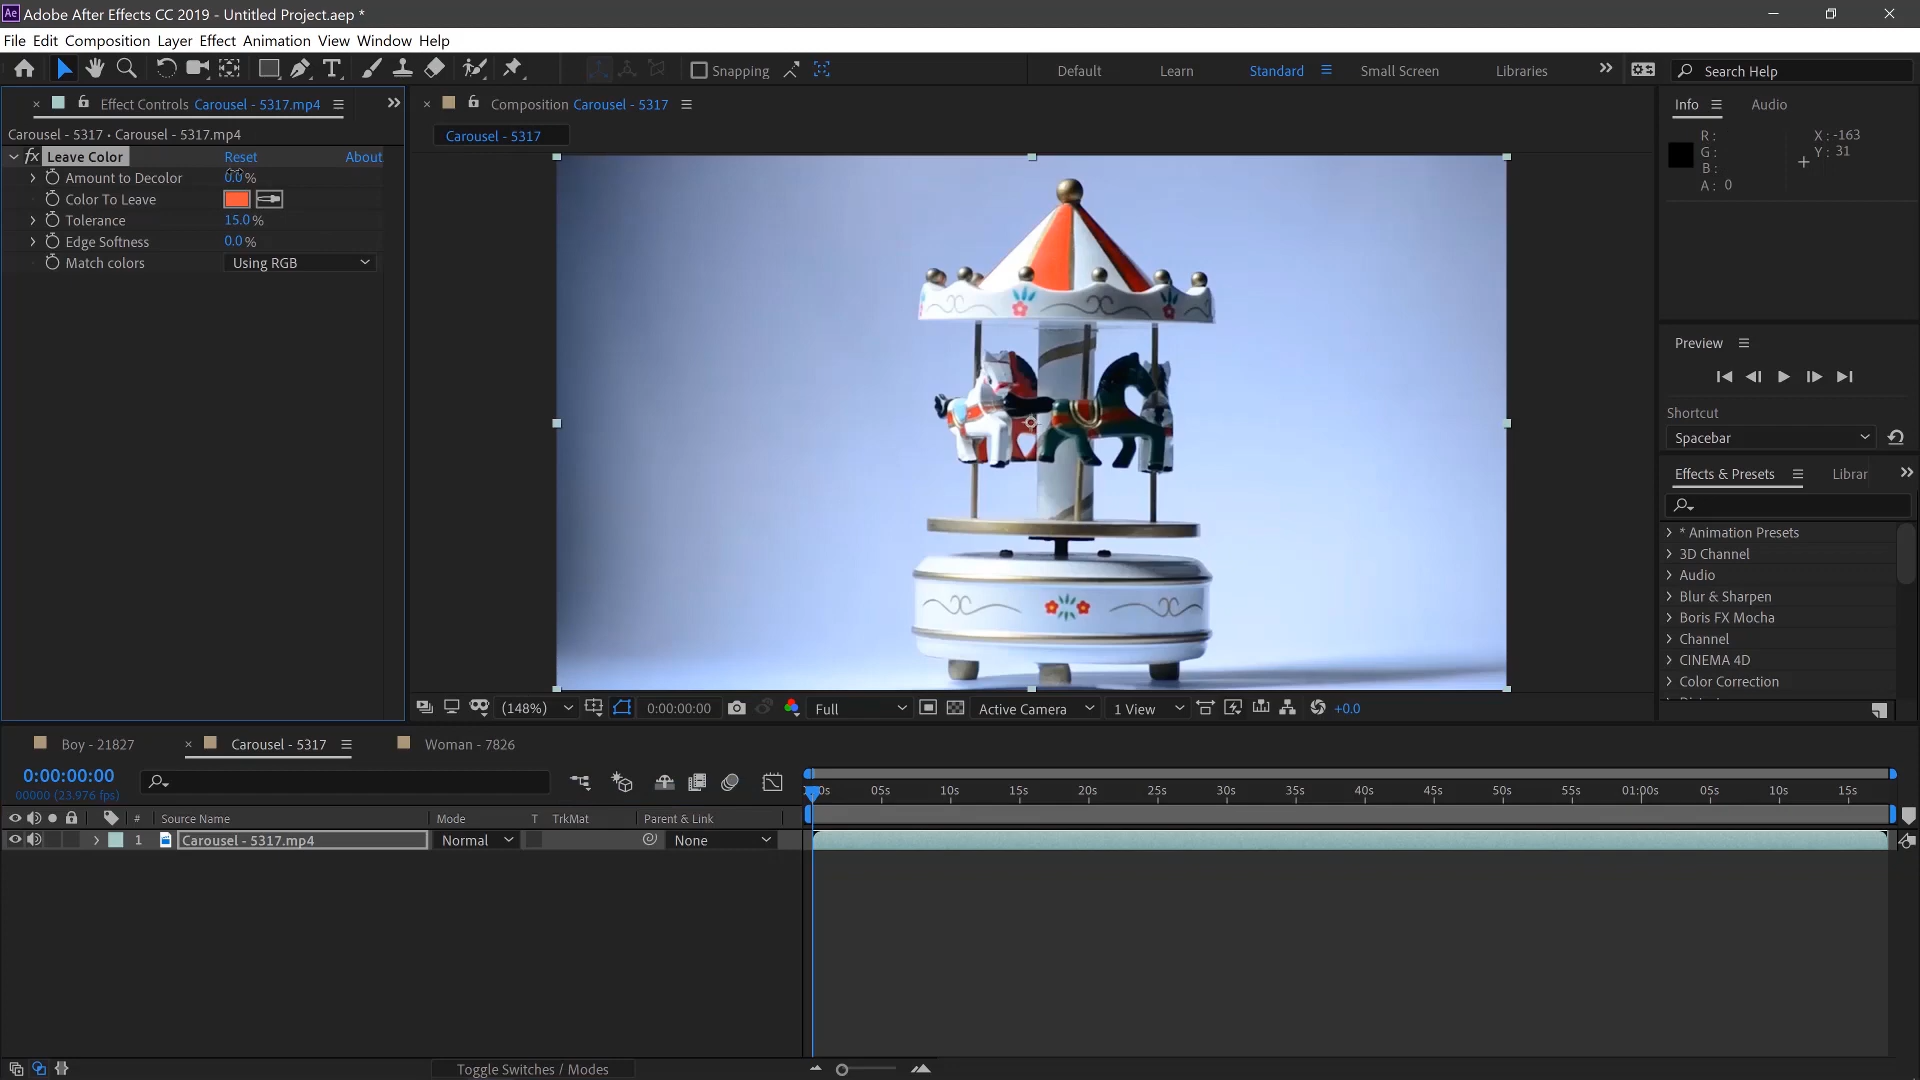 Ae Adobe After Effects CC 2019 - Untitled Project.aep *
File Edit Composition Layer Effect Animation View Window Help
Snapping
Default Learn Standard Small Screen Libraries
Search Help
Effect Controls Carousel - 5317.mp4
Carousel - 5317 • Carousel - 5317.mp4
fx Leave Color Reset About
Amount to Decolor 0.0 %
Color To Leave
Tolerance 15.0 %
Edge Softness 0.0 %
Match colors Using RGB
Composition Carousel - 5317
Carousel - 5317
(148%) 0:00:00:00 Full Active Camera 1 View +0.0
Info Audio
R : X : -163
G : Y : 31
B :
A : 0
Preview
Shortcut
Spacebar
Effects & Presets Librar
* Animation Presets
3D Channel
Audio
Blur & Sharpen
Boris FX Mocha
Channel
CINEMA 4D
Color Correction
Boy - 21827 Carousel - 5317 Woman - 7826
0:00:00:00
00000 (23.976 fps)
# Source Name Mode T TrkMat Parent & Link
1 Carousel - 5317.mp4 Normal None
05s 10s 15s 20s 25s 30s 35s 40s 45s 50s 55s 01:00s 05s 10s 15s
Toggle Switches / Modes